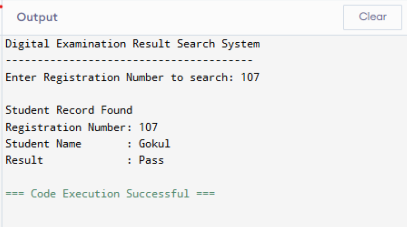 Output
Clear
Digital Examination Result Search System
---------------------------------------
Enter Registration Number to search: 107
Student Record Found
Registration Number: 107
Student Name      : Gokul
Result            : Pass
=== Code Execution Successful ===